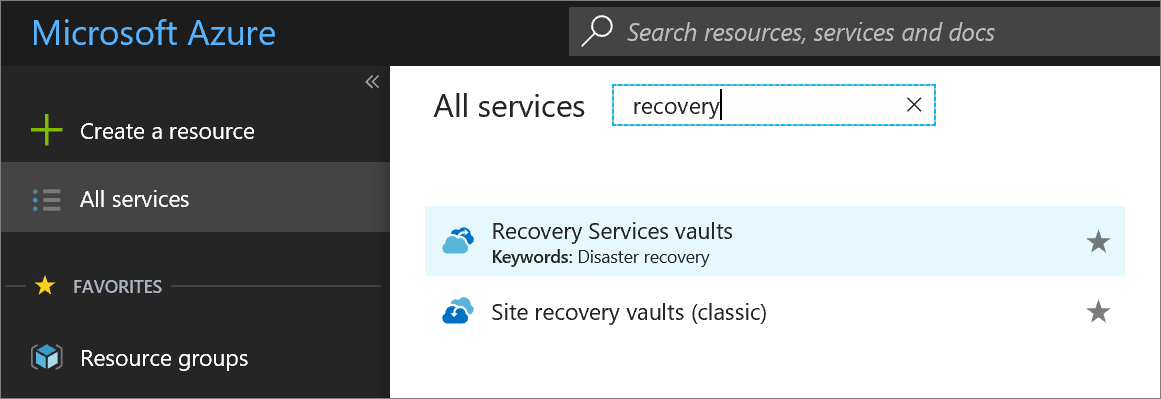 Microsoft Azure
Search resources, services and docs
«
Create a resource
All services
FAVORITES
Resource groups
All services
recovery
Recovery Services vaults
Keywords: Disaster recovery
Site recovery vaults (classic)